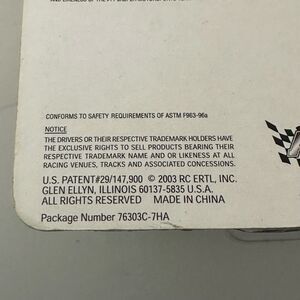 CONFORMS TO SAFETY REQUIREMENTS OF ASTM F963-96a
NOTICE
THE DRIVERS OR THEIR RESPECTIVE TRADEMARK HOLDERS HAVE
THE EXCLUSIVE RIGHTS TO SELL PRODUCTS BEARING THEIR
RESPECTIVE TRADEMARK NAME AND OR LIKENESS AT ALL
RACING VENUES, TRACKS AND ASSOCIATED CONCESSIONS.
U.S. PATENT#29/147,900 © 2003 RC ERTL, INC.
GLEN ELLYN, ILLINOIS 60137-5835 U.S.A.
ALL RIGHTS RESERVED MADE IN CHINA
Package Number 76303C-7HA